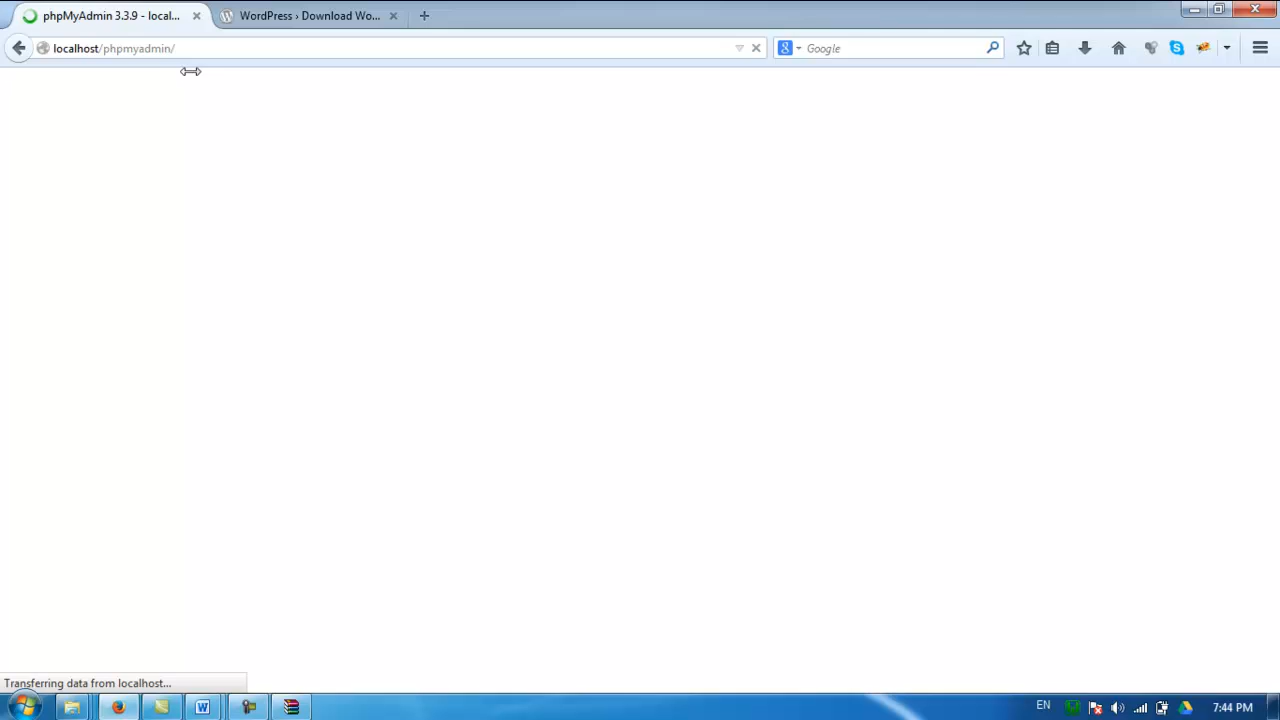 phpMyAdmin 3.3.9 - local...
WordPress › Download Wo...
localhost/phpmyadmin/
Google
Transferring data from localhost...
EN
7:44 PM